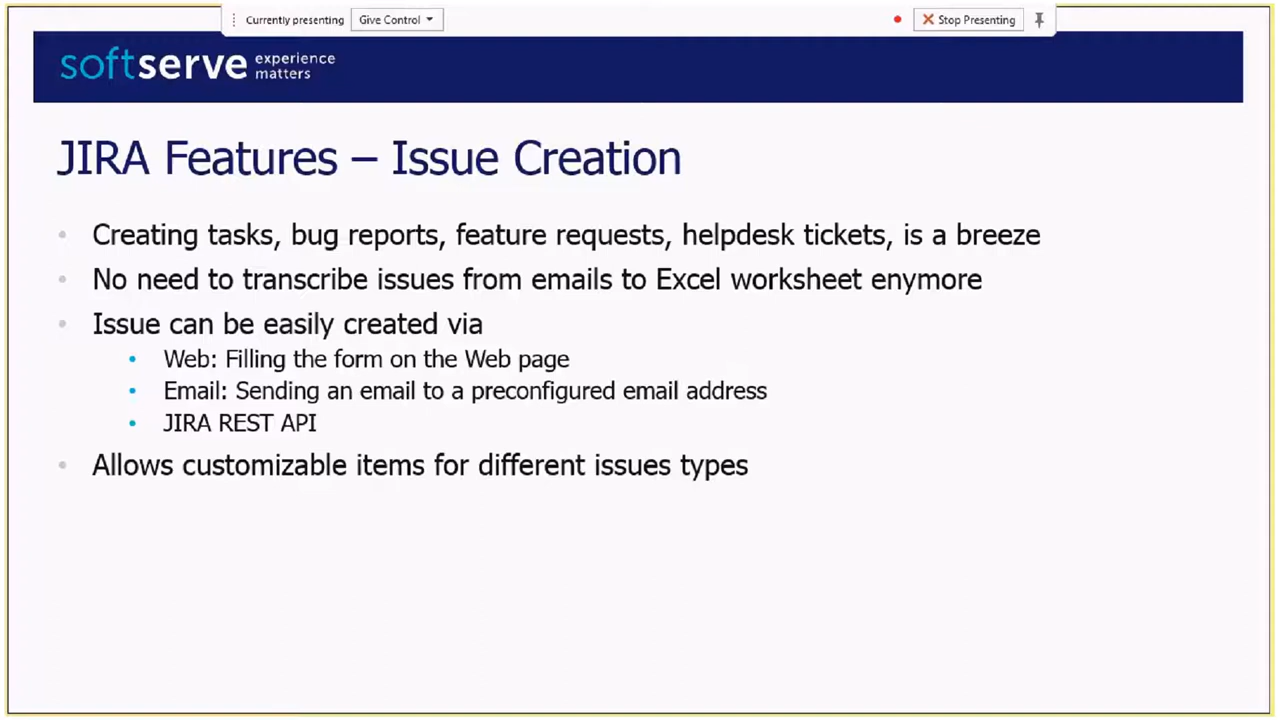 Currently presenting Give Control Stop Presenting
softserve experience matters
JIRA Features – Issue Creation
• Creating tasks, bug reports, feature requests, helpdesk tickets, is a breeze
• No need to transcribe issues from emails to Excel worksheet enymore
• Issue can be easily created via
• Web: Filling the form on the Web page
• Email: Sending an email to a preconfigured email address
• JIRA REST API
• Allows customizable items for different issues types